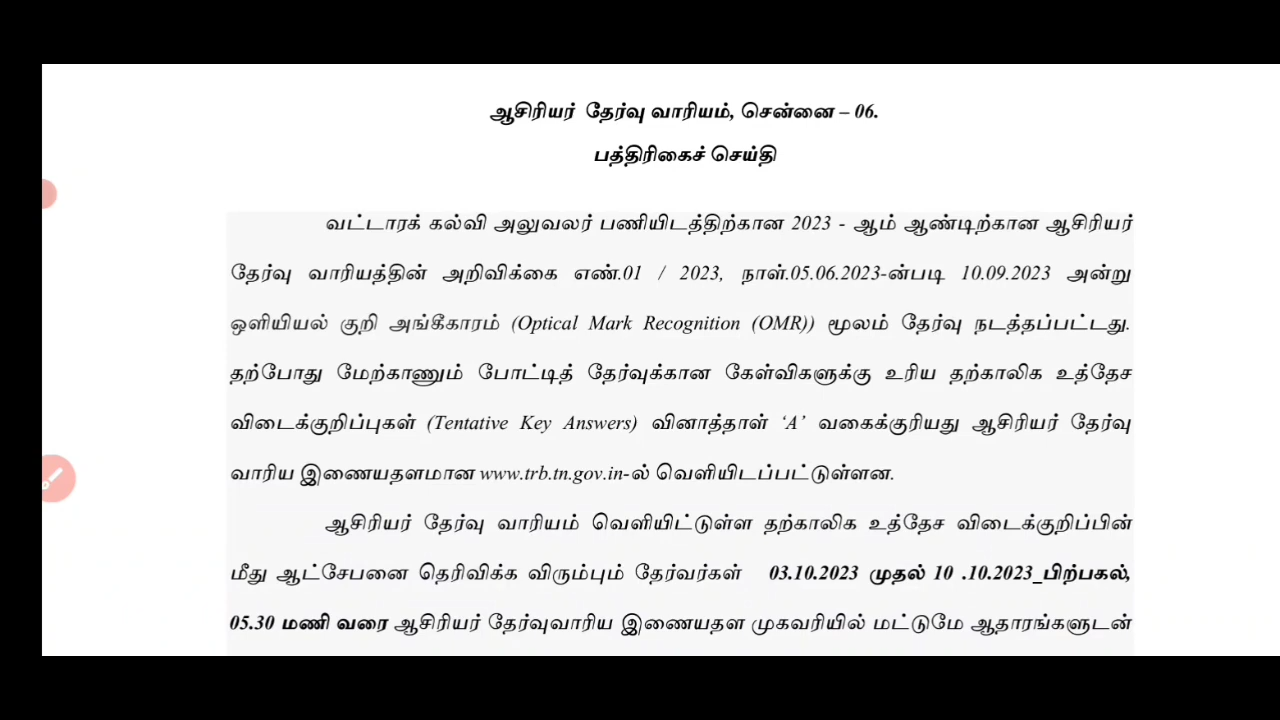 ஆசிரியர் தேர்வு வாரியம், சென்னை – 06.
பத்திரிகைச் செய்தி
வட்டாரக் கல்வி அலுவலர் பணியிடத்திற்கான 2023 - ஆம் ஆண்டிற்கான ஆசிரியர்
தேர்வு வாரியத்தின் அறிவிக்கை எண்.01 / 2023, நாள்.05.06.2023-ன்படி 10.09.2023 அன்று
ஒளியியல் குறி அங்கீகாரம் (Optical Mark Recognition (OMR)) மூலம் தேர்வு நடத்தப்பட்டது.
தற்போது மேற்காணும் போட்டித் தேர்வுக்கான கேள்விகளுக்கு உரிய தற்காலிக உத்தேச
விடைக்குறிப்புகள் (Tentative Key Answers) வினாத்தாள் ‘A’ வகைக்குரியது ஆசிரியர் தேர்வு
வாரிய இணையதளமான www.trb.tn.gov.in-ல் வெளியிடப்பட்டுள்ளன.
ஆசிரியர் தேர்வு வாரியம் வெளியிட்டுள்ள தற்காலிக உத்தேச விடைக்குறிப்பின்
மீது ஆட்சேபனை தெரிவிக்க விரும்பும் தேர்வர்கள் 03.10.2023 முதல் 10 .10.2023_பிற்பகல்,
05.30 மணி வரை ஆசிரியர் தேர்வுவாரிய இணையதள முகவரியில் மட்டுமே ஆதாரங்களுடன்